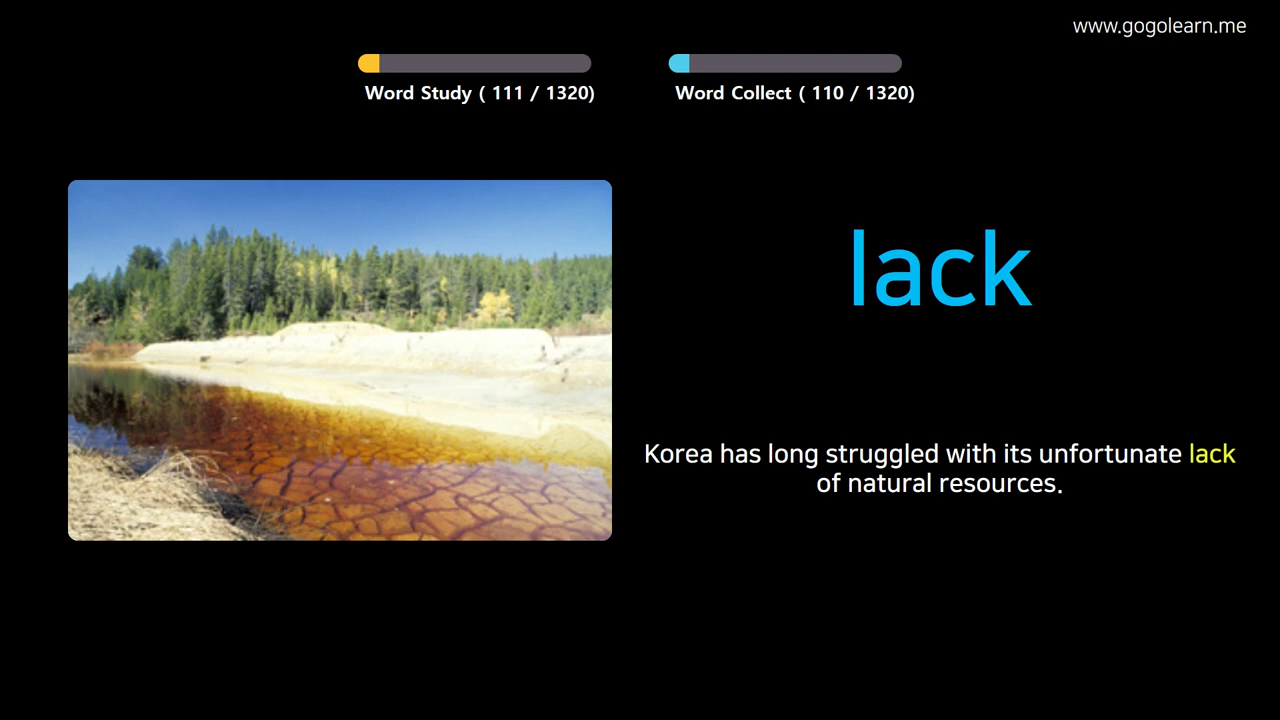 www.gogolearn.me
Word Study ( 111 / 1320)
Word Collect ( 110 / 1320)
lack
Korea has long struggled with its unfortunate lack
of natural resources.